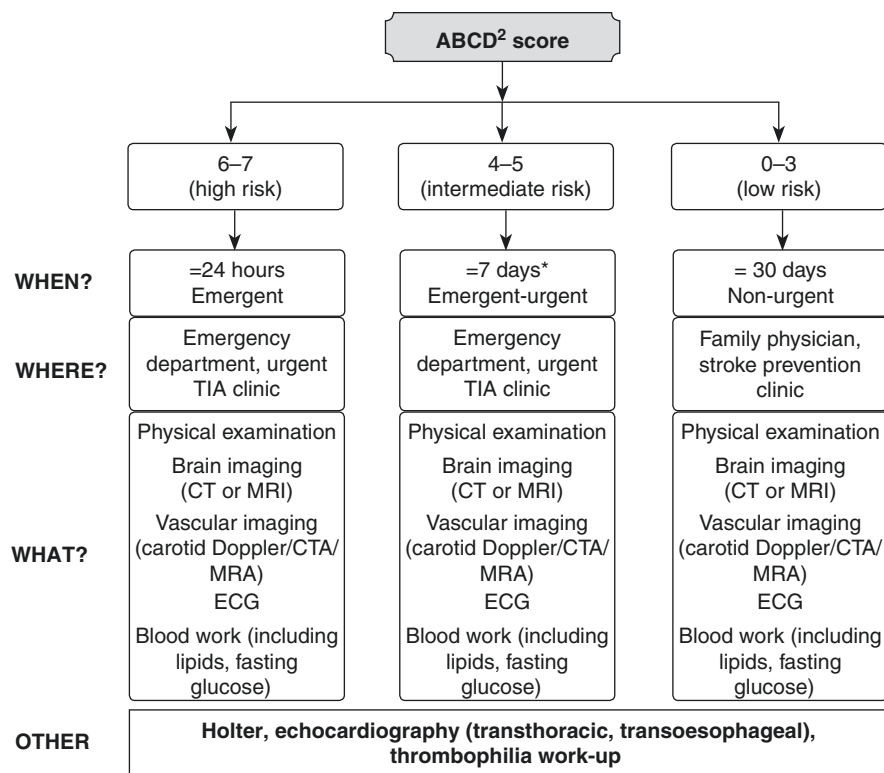 ABCD² score
6–7
(high risk)
4–5
(intermediate risk)
0–3
(low risk)
WHEN?
=24 hours
Emergent
=7 days*
Emergent-urgent
= 30 days
Non-urgent
WHERE?
Emergency
department, urgent
TIA clinic
Emergency
department, urgent
TIA clinic
Family physician,
stroke prevention
clinic
WHAT?
Physical examination
Brain imaging
(CT or MRI)
Vascular imaging
(carotid Doppler/CTA/
MRA)
ECG
Blood work (including
lipids, fasting
glucose)
Physical examination
Brain imaging
(CT or MRI)
Vascular imaging
(carotid Doppler/CTA/
MRA)
ECG
Blood work (including
lipids, fasting
glucose)
Physical examination
Brain imaging
(CT or MRI)
Vascular imaging
(carotid Doppler/CTA/
MRA)
ECG
Blood work (including
lipids, fasting
glucose)
OTHER
Holter, echocardiography (transthoracic, transoesophageal),
thrombophilia work-up